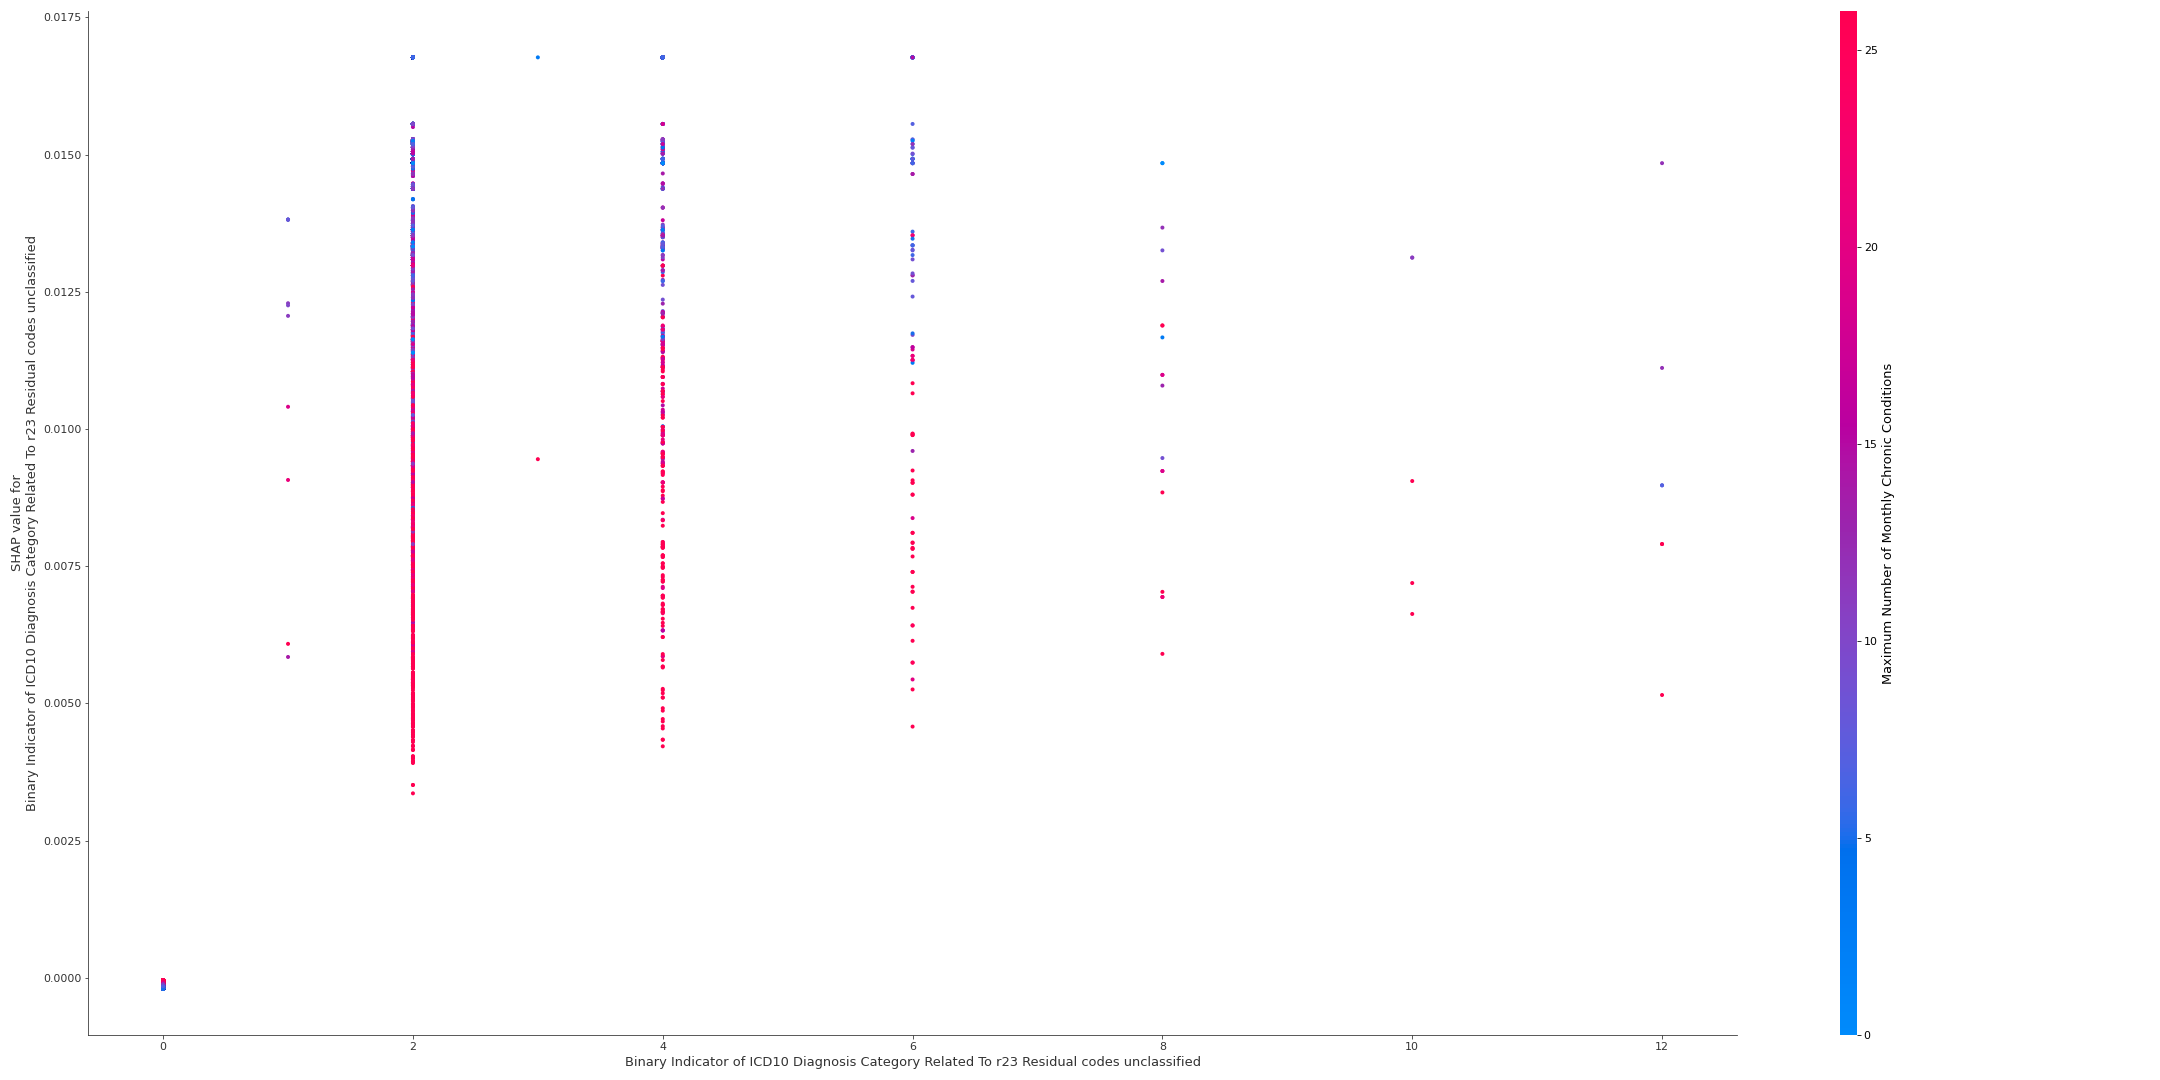 SHAP value for
Binary Indicator of ICD10 Diagnosis Category Related To r23 Residual codes unclassified
0.0175
0.0150
0.0125
0.0100
0.0075
0.0050
0.0025
0.0000
0 2 4 6 8 10 12
Binary Indicator of ICD10 Diagnosis Category Related To r23 Residual codes unclassified
25
20
15
10
5
0
Maximum Number of Monthly Chronic Conditions